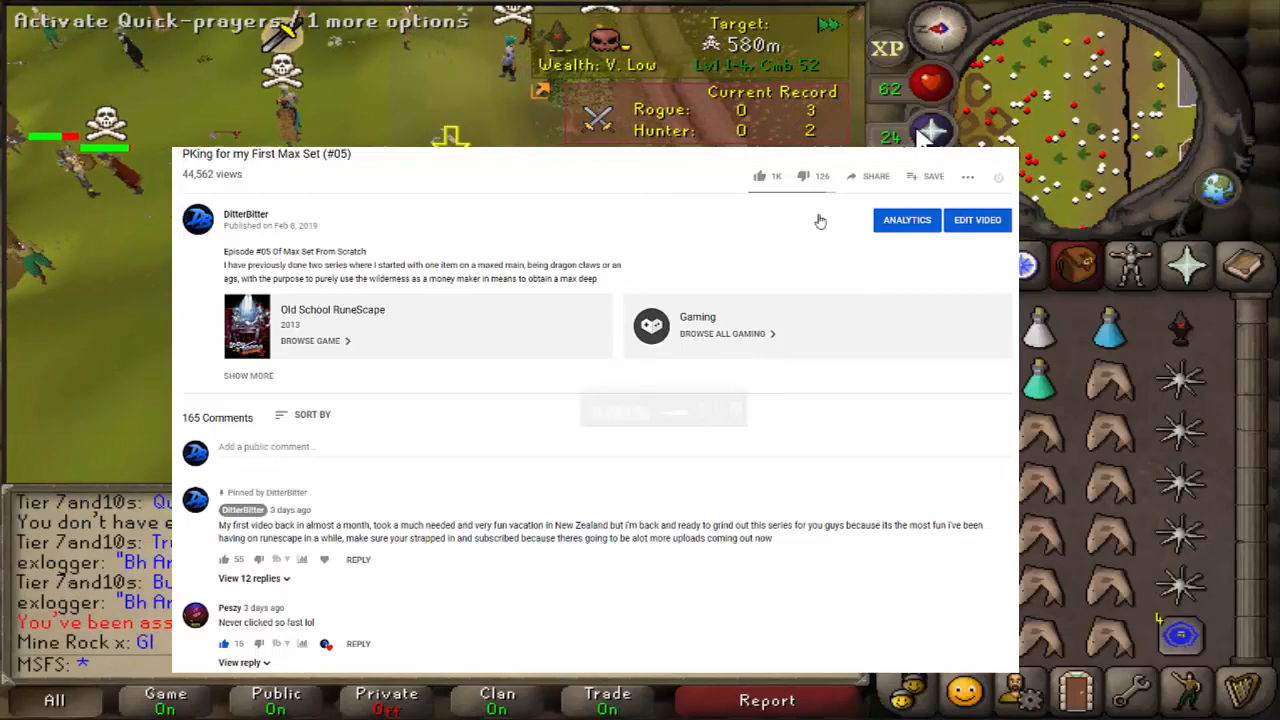 Activate Quick-prayers / 1 more options
Target:
580m
Wealth: V. Low
Lvl 1-4, Cmb 52
Current Record
Rogue: 0 3
Hunter: 0 2
XP
62
24
PKing for my First Max Set (#05)
44,562 views
1K
126
SHARE
SAVE
DitterBitter
Published on Feb 8, 2019
ANALYTICS
EDIT VIDEO
Episode #05 Of Max Set From Scratch
I have previously done two series where I started with one item on a maxed main, being dragon claws or an
ags, with the purpose to purely use the wilderness as a money maker in means to obtain a max deep
Old School RuneScape
2013
BROWSE GAME
Gaming
BROWSE ALL GAMING
SHOW MORE
165 Comments
SORT BY
Add a public comment...
Pinned by DitterBitter
DitterBitter 3 days ago
My first video back in almost a month, took a much needed and very fun vacation in New Zealand but i'm back and ready to grind out this series for you guys because its the most fun i've been
having on runescape in a while, make sure your strapped in and subscribed because theres going to be alot more uploads coming out now
55
REPLY
View 12 replies
Peszy 3 days ago
Never clicked so fast lol
15
REPLY
View reply
Tier 7and10s: Qu
You don't have e
Tier 7and10s: Tru
exlogger: "Bh Ar
Tier 7and10s: Bu
exlogger: "Bh Ar
You've been ass
Mine Rock x: Gl
MSFS: *
4
All
Game
On
Public
On
Private
Off
Clan
On
Trade
On
Report